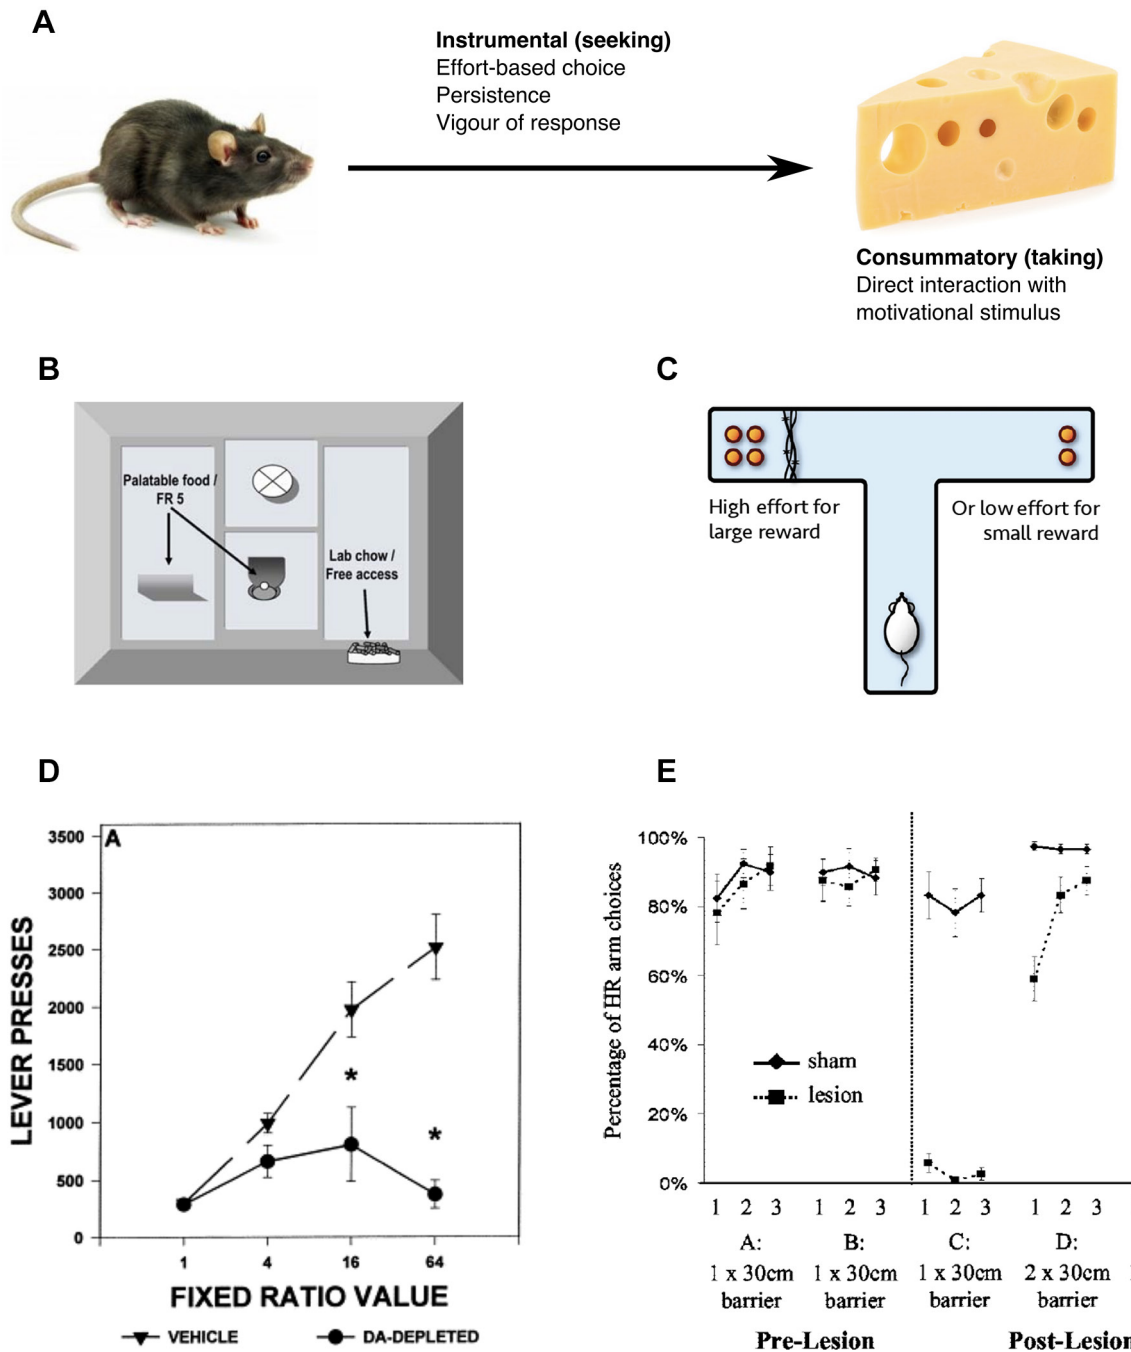 A
Instrumental (seeking)
Effort-based choice
Persistence
Vigour of response
Consummatory (taking)
Direct interaction with
motivational stimulus
B
Palatable food /
FR 5
Lab chow /
Free access
C
High effort for
large reward
Or low effort for
small reward
D
A
LEVER PRESSES
3500
3000
2500
2000
1500
1000
500
0
*
*
1 4 16 64
FIXED RATIO VALUE
VEHICLE DA-DEPLETED
E
Percentage of HR arm choices
100%
80%
60%
40%
20%
0%
sham
lesion
1 2 3 1 2 3 1 2 3 1 2 3
A: B: C: D:
1 x 30cm 1 x 30cm 1 x 30cm 2 x 30cm
barrier barrier barrier barrier
Pre-Lesion Post-Lesion